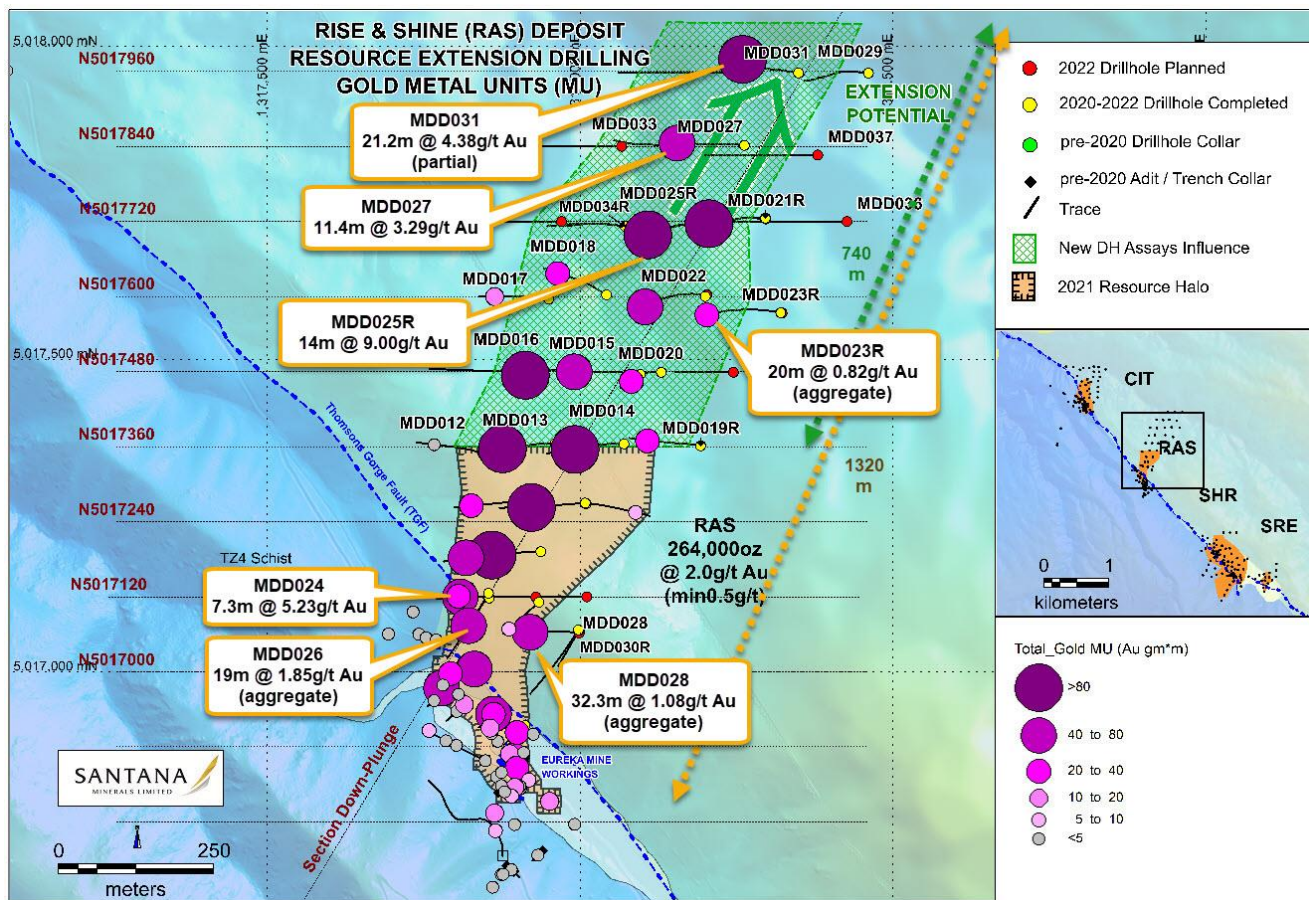 RISE & SHINE (RAS) DEPOSIT
RESOURCE EXTENSION DRILLING
GOLD METAL UNITS (MU)
5,018,000 mN
1,317,500 mE
N5017960
N5017840
N5017720
N5017600
5,017,500 mN
N5017480
N5017360
N5017240
N5017120
5,017,000 mN
N5017000
MDD031
MDD029
EXTENSION
POTENTIAL
MDD031
21.2m @ 4.38g/t Au
(partial)
MDD033
MDD027
MDD037
MDD027
11.4m @ 3.29g/t Au
MDD025R
MDD034R
MDD021R
MDD036
MDD018
MDD017
MDD022
MDD023R
740
m
MDD025R
14m @ 9.00g/t Au
MDD016
MDD015
MDD020
MDD023R
20m @ 0.82g/t Au
(aggregate)
MDD012
MDD013
MDD014
MDD019R
1320
m
Thomsons Gorge Fault (TGF)
TZ4 Schist
RAS
264,000oz
@ 2.0g/t Au
(min0.5g/t)
MDD024
7.3m @ 5.23g/t Au
MDD026
19m @ 1.85g/t Au
(aggregate)
MDD028
MDD030R
MDD028
32.3m @ 1.08g/t Au
(aggregate)
EUREKA MINE
WORKINGS
Section Down-Plunge
SANTANA
MINERALS LIMITED
0 250
meters
2022 Drillhole Planned
2020-2022 Drillhole Completed
pre-2020 Drillhole Collar
pre-2020 Adit / Trench Collar
Trace
New DH Assays Influence
2021 Resource Halo
CIT
RAS
SHR
SRE
0 1
kilometers
Total_Gold MU (Au gm*m)
>80
40 to 80
20 to 40
10 to 20
5 to 10
<5